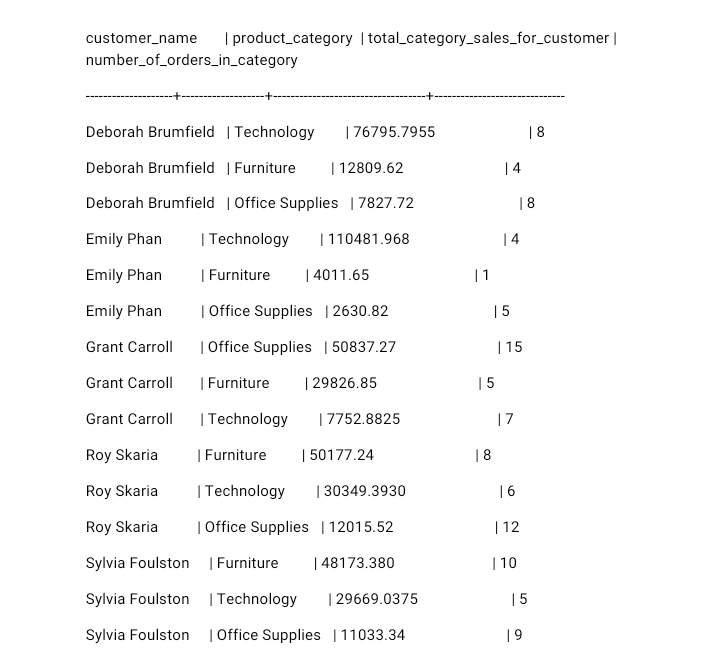 customer_name | product_category | total_category_sales_for_customer |
number_of_orders_in_category
--------------------+-------------------+-----------------------------------+------------------------------
Deborah Brumfield | Technology | 76795.7955 | 8
Deborah Brumfield | Furniture | 12809.62 | 4
Deborah Brumfield | Office Supplies | 7827.72 | 8
Emily Phan | Technology | 110481.968 | 4
Emily Phan | Furniture | 4011.65 | 1
Emily Phan | Office Supplies | 2630.82 | 5
Grant Carroll | Office Supplies | 50837.27 | 15
Grant Carroll | Furniture | 29826.85 | 5
Grant Carroll | Technology | 7752.8825 | 7
Roy Skaria | Furniture | 50177.24 | 8
Roy Skaria | Technology | 30349.3930 | 6
Roy Skaria | Office Supplies | 12015.52 | 12
Sylvia Foulston | Furniture | 48173.380 | 10
Sylvia Foulston | Technology | 29669.0375 | 5
Sylvia Foulston | Office Supplies | 11033.34 | 9